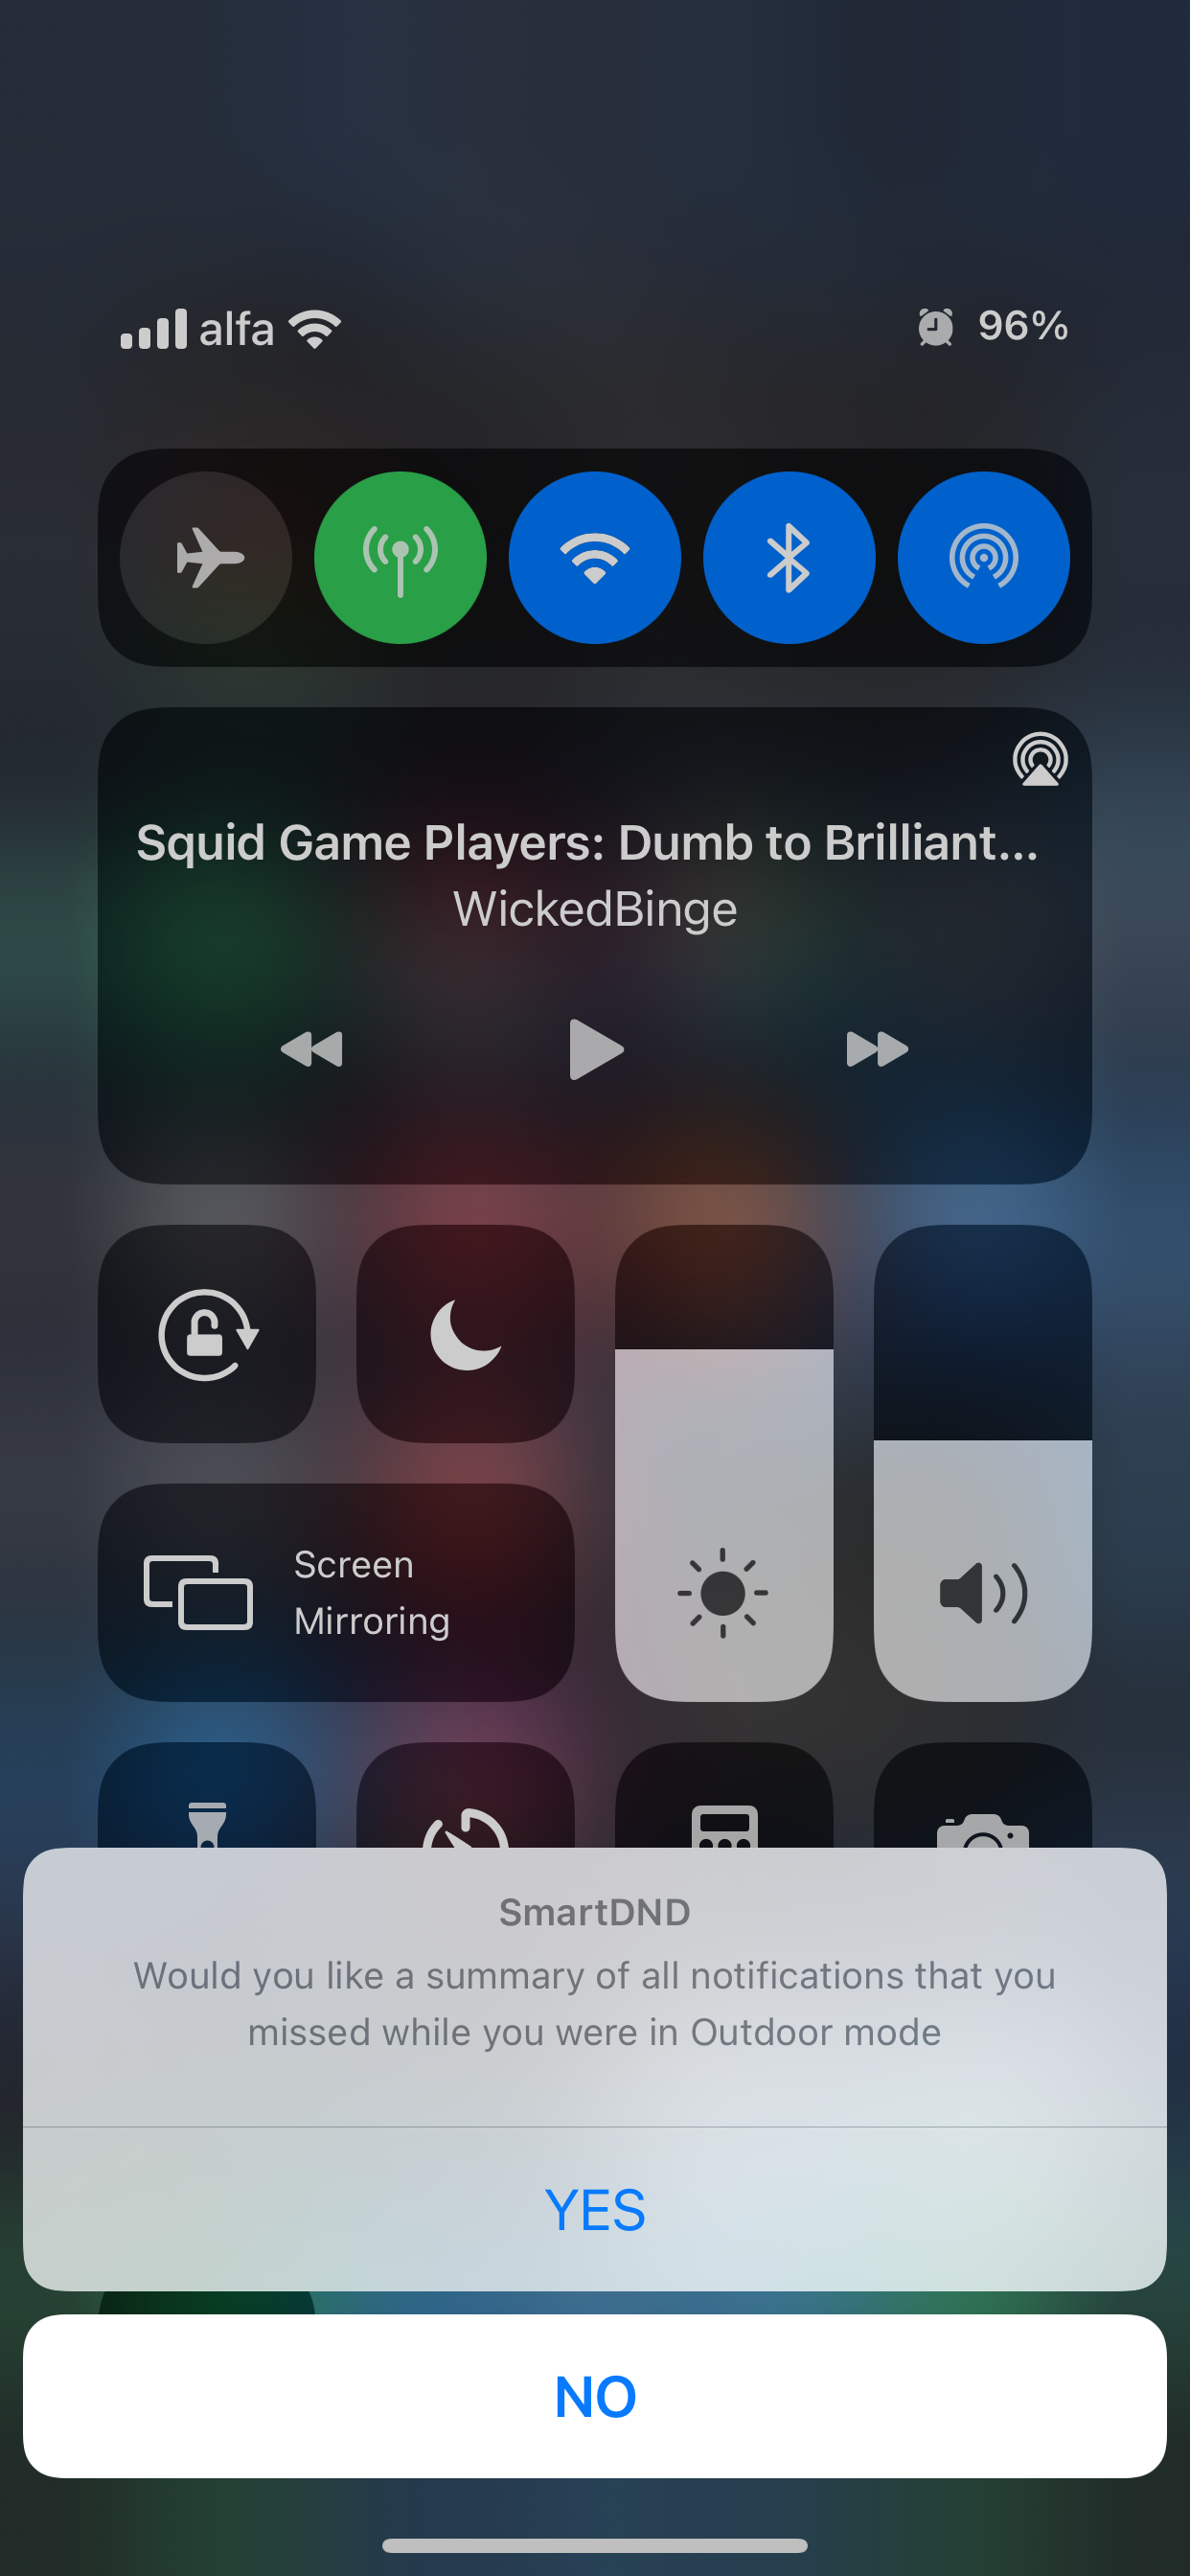 alfa 96%
Squid Game Players: Dumb to Brilliant...
WickedBinge
Screen
Mirroring
SmartDND
Would you like a summary of all notifications that you
missed while you were in Outdoor mode
YES
NO